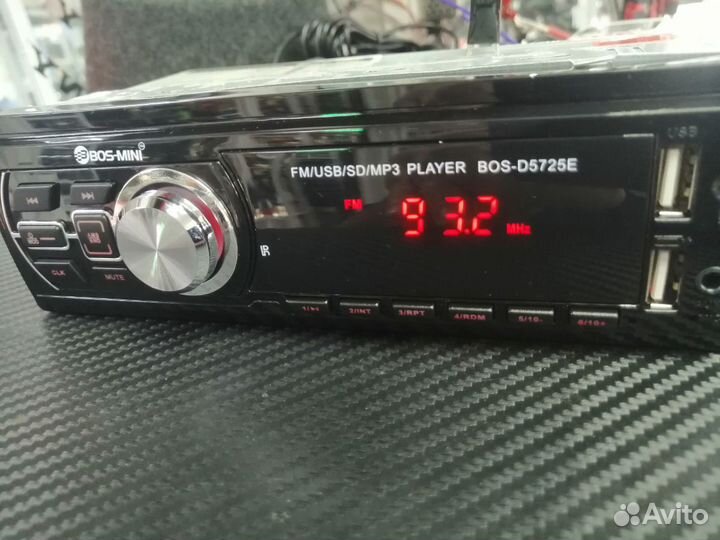 BOS-MINI
FM/USB/SD/MP3 PLAYER BOS-D5725E
USB
FM 93.2 MHz
IR
CLK MUTE
2/INT 3/RPT 4/RDM 5/10- 6/10+
Avito